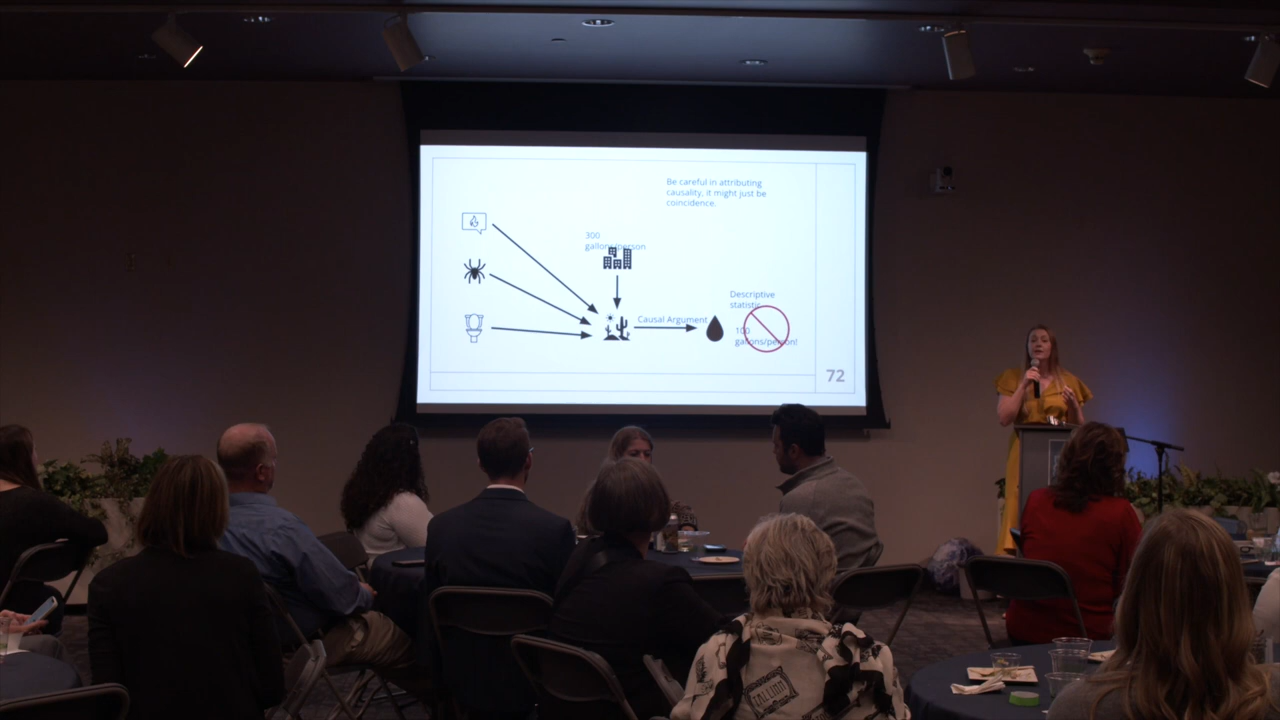 Be careful in attributing
causality, it might just be
coincidence.
300
gallons/person
Descriptive
statistic
Causal Argument
100
gallons/person!
72